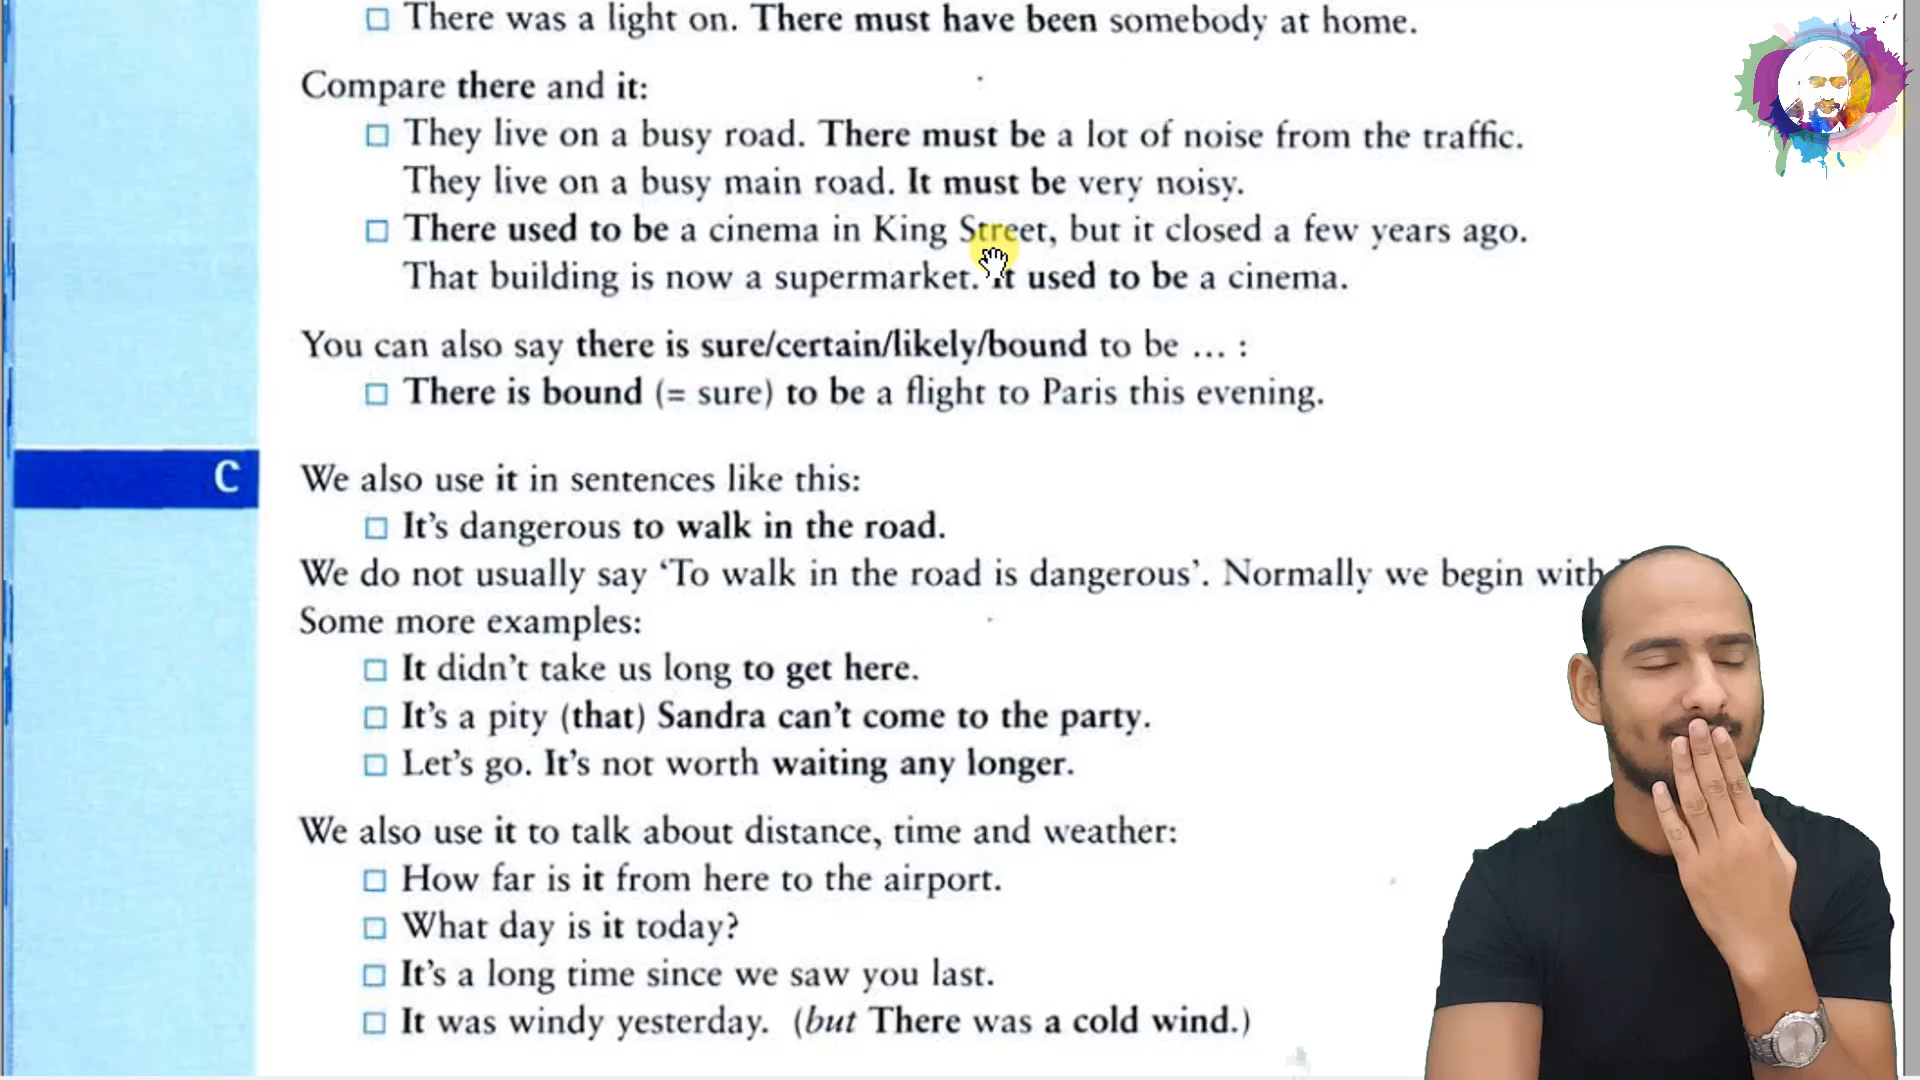 There was a light on. There must have been somebody at home.
Compare there and it:
They live on a busy road. There must be a lot of noise from the traffic.
They live on a busy main road. It must be very noisy.
There used to be a cinema in King Street, but it closed a few years ago.
That building is now a supermarket. It used to be a cinema.
You can also say there is sure/certain/likely/bound to be ... :
There is bound (= sure) to be a flight to Paris this evening.
C
We also use it in sentences like this:
It's dangerous to walk in the road.
We do not usually say 'To walk in the road is dangerous'. Normally we begin with
Some more examples:
It didn't take us long to get here.
It's a pity (that) Sandra can't come to the party.
Let's go. It's not worth waiting any longer.
We also use it to talk about distance, time and weather:
How far is it from here to the airport.
What day is it today?
It's a long time since we saw you last.
It was windy yesterday. (but There was a cold wind.)